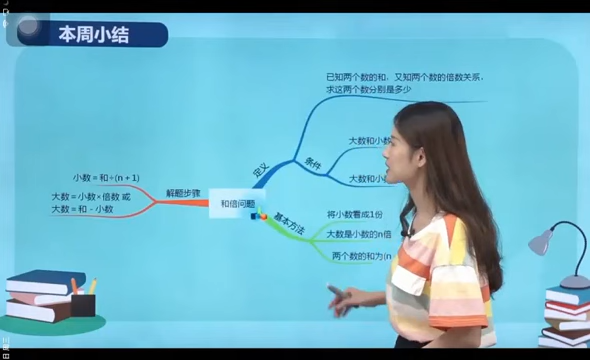 本周小结
已知两个数的和，又知两个数的倍数关系，
求这两个数分别是多少
定义
条件
大数和小数
大数和小
和倍问题
解题步骤
小数＝和÷(n＋1)
大数＝小数×倍数 或
大数＝和－小数
基本方法
将小数看成1份
大数是小数的n倍
两个数的和为(n